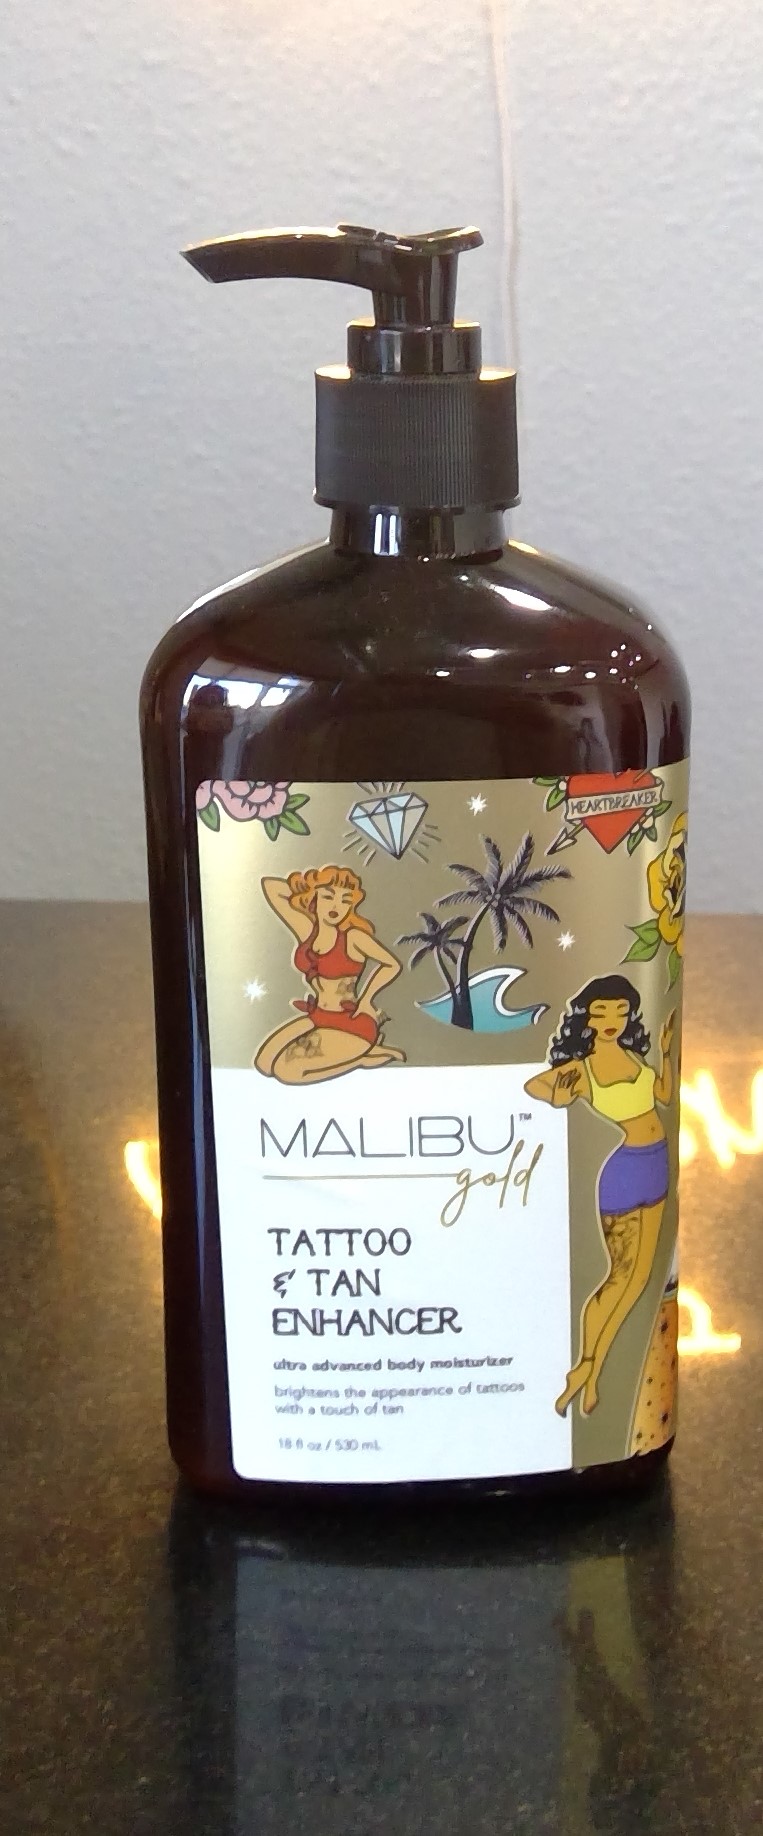 HEARTBREAKER
MALIBU™
gold
TATTOO
& TAN
ENHANCER
ultra advanced body moisturizer
brightens the appearance of tattoos
with a touch of tan
18 fl oz / 530 mL